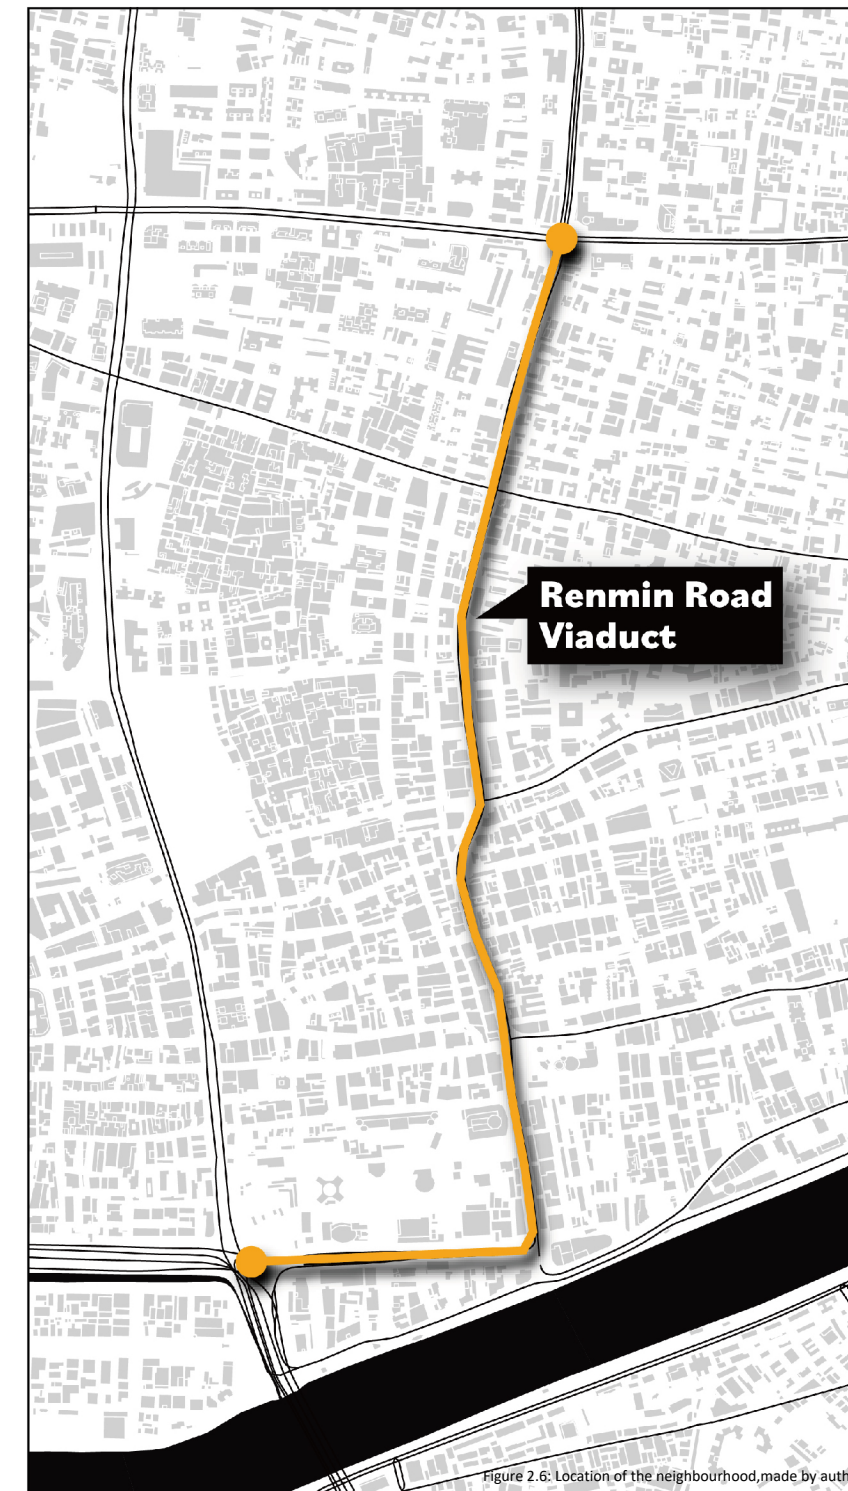 Renmin Road
Viaduct
Figure 2.6: Location of the neighbourhood,made by auth